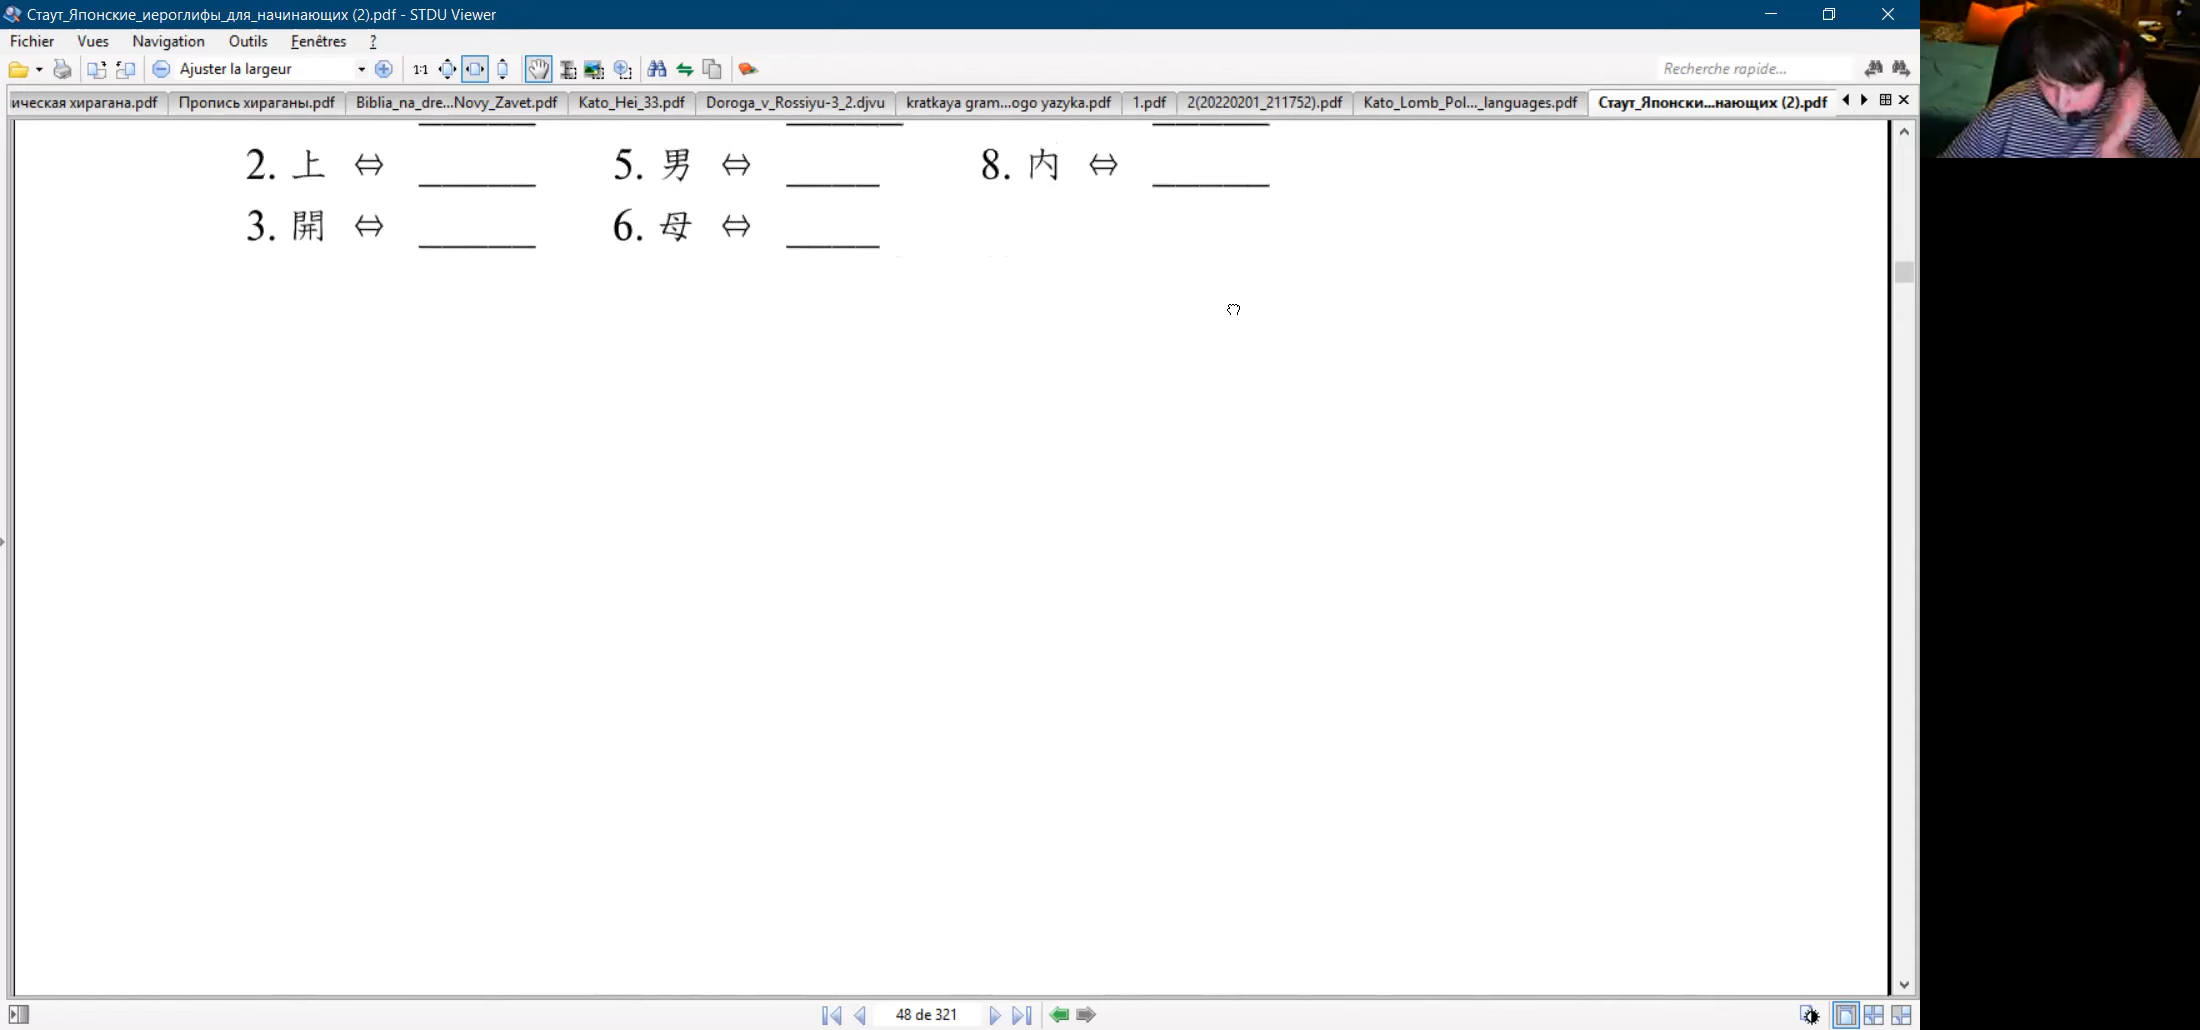 Стаут_Японские_иероглифы_для_начинающих (2).pdf - STDU Viewer
Fichier Vues Navigation Outils Fenêtres ?
Ajuster la largeur 1:1 Recherche rapide...
ическая хирагана.pdf Пропись хираганы.pdf Biblia_na_dre...Novy_Zavet.pdf Kato_Hei_33.pdf Doroga_v_Rossiyu-3_2.djvu kratkaya gram...ogo yazyka.pdf 1.pdf 2(20220201_211752).pdf Kato_Lomb_Pol..._languages.pdf Стаут_Японски...нающих (2).pdf
2. 上 ⇔ _____ 5. 男 ⇔ ____ 8. 内 ⇔ _____
3. 開 ⇔ _____ 6. 母 ⇔ ____
48 de 321